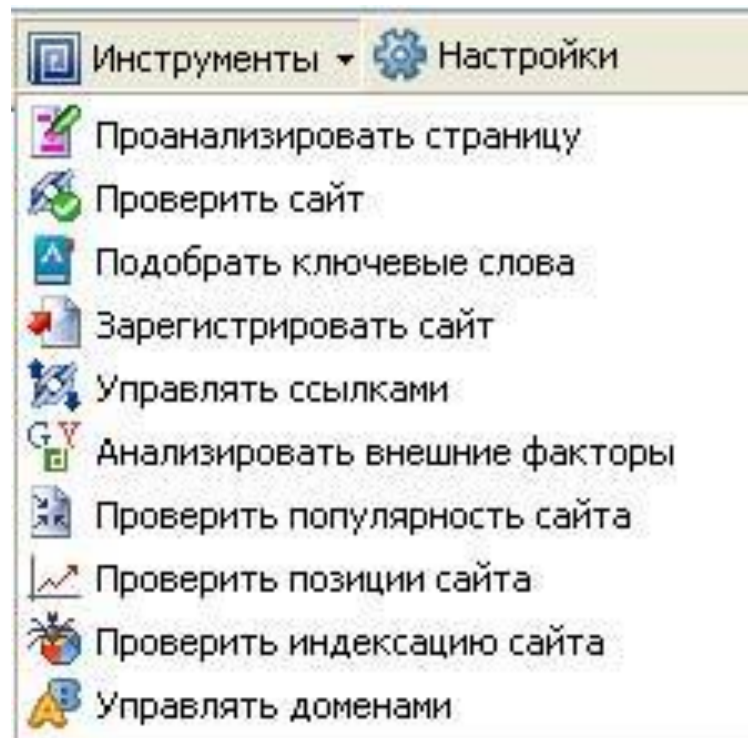 Инструменты Настройки
Проанализировать страницу
Проверить сайт
Подобрать ключевые слова
Зарегистрировать сайт
Управлять ссылками
Анализировать внешние факторы
Проверить популярность сайта
Проверить позиции сайта
Проверить индексацию сайта
Управлять доменами